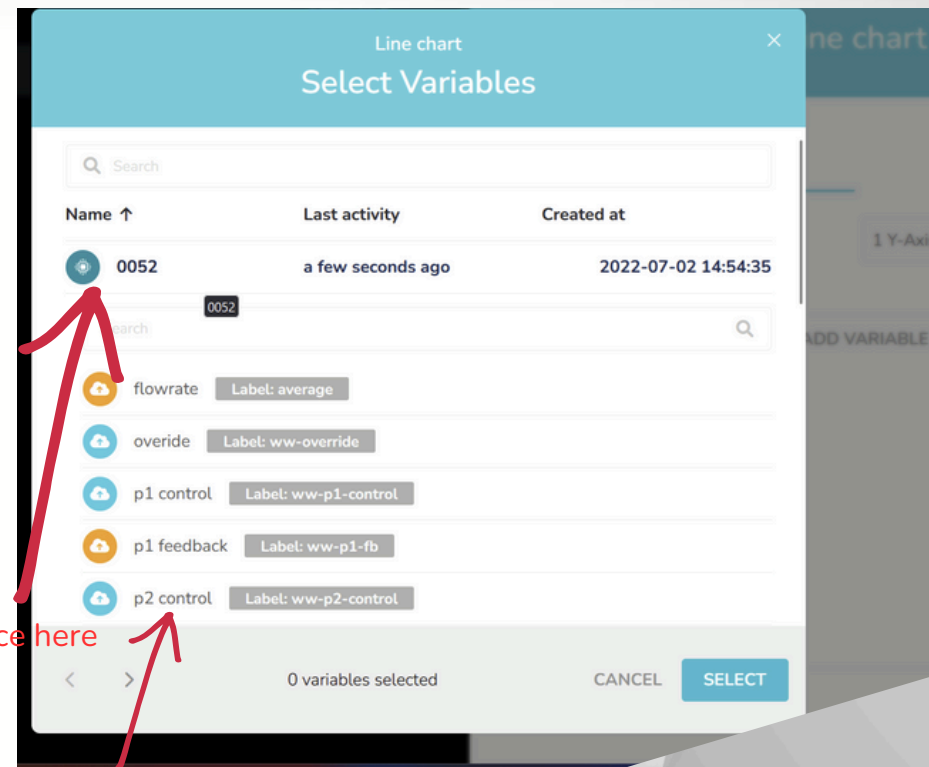 Line chart
Select Variables
ne chart
Search
Name ↑ Last activity Created at
1 Y-Axi
0052 a few seconds ago 2022-07-02 14:54:35
0052
earch
ADD VARIABLE
flowrate Label: average
overide Label: ww-override
p1 control Label: ww-p1-control
p1 feedback Label: ww-p1-fb
p2 control Label: ww-p2-control
ce here
0 variables selected CANCEL SELECT